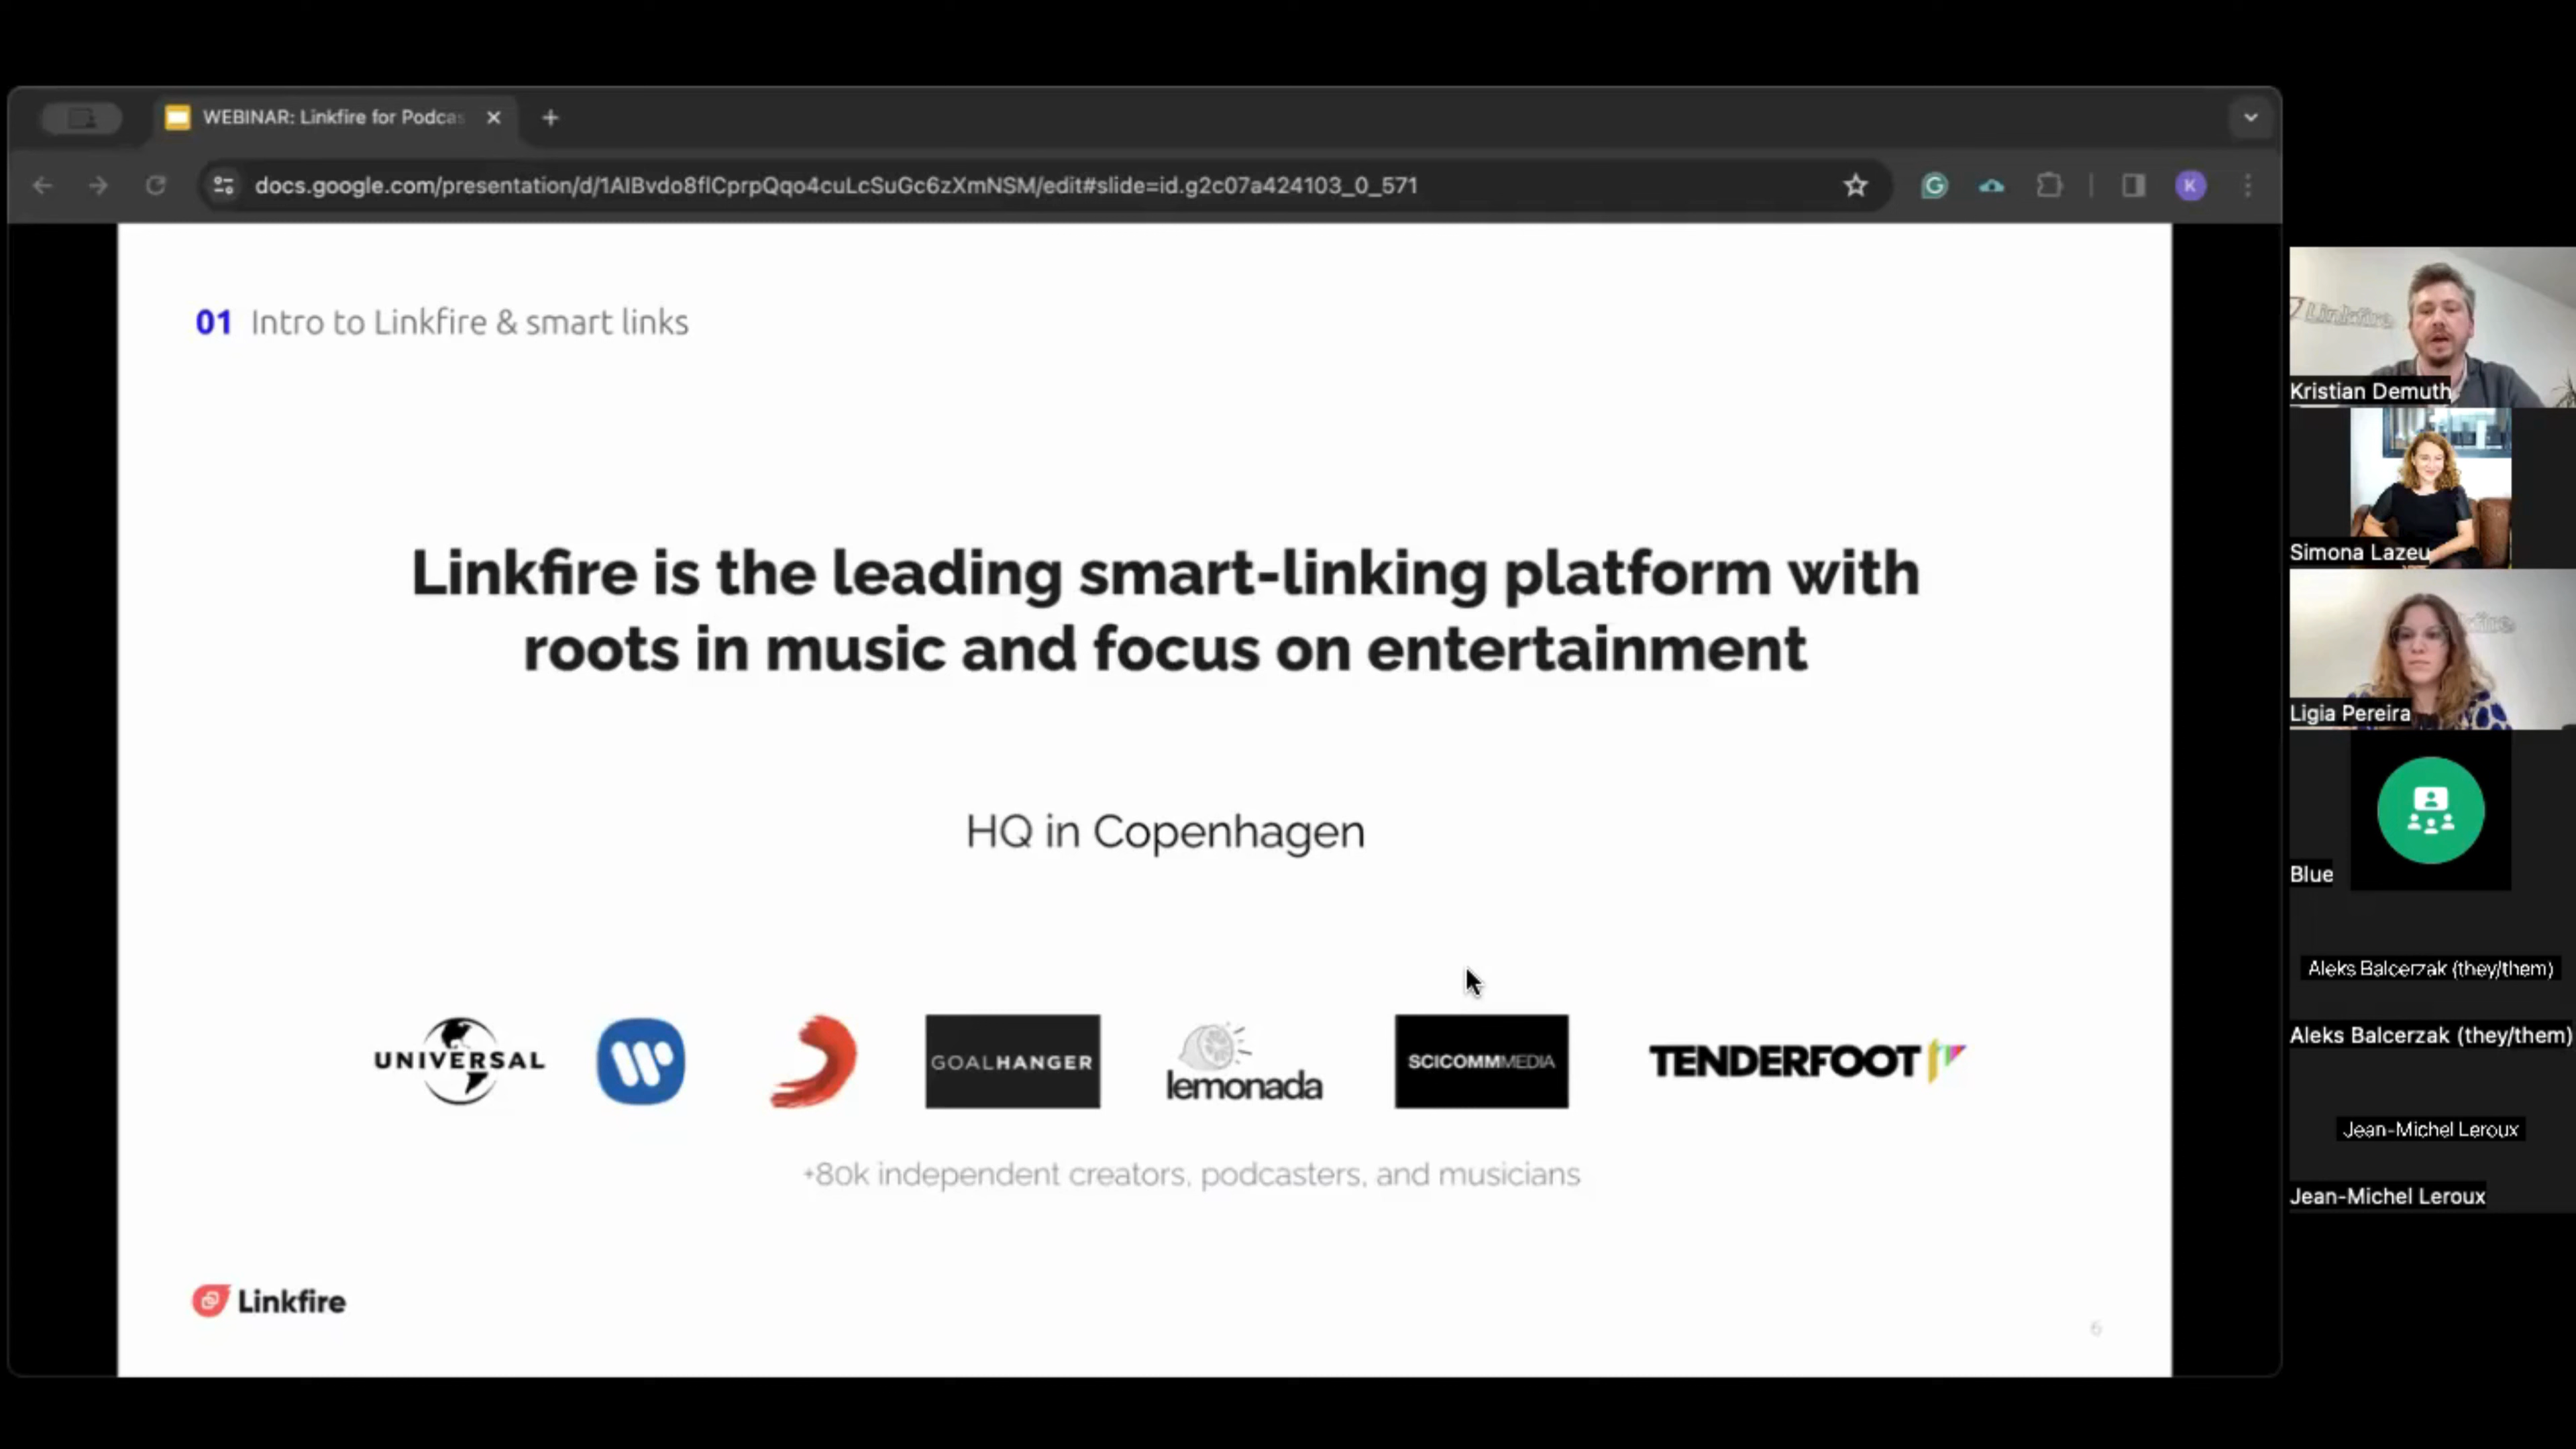 WEBINAR: Linkfire for Podcas
docs.google.com/presentation/d/1AIBvdo8flCprpQqo4cuLcSuGc6zXmNSM/edit#slide=id.g2c07a424103_0_571
K
01 Intro to Linkfire & smart links
Linkfire is the leading smart-linking platform with
roots in music and focus on entertainment
HQ in Copenhagen
UNIVERSAL
GOALHANGER
lemonada
SCICOMMMEDIA
TENDERFOOT
+80k independent creators, podcasters, and musicians
Linkfire
6
Linkfire
Kristian Demuth
Simona Lazeu
Ligia Pereira
Blue
Aleks Balcerzak (they/them)
Aleks Balcerzak (they/them)
Jean-Michel Leroux
Jean-Michel Leroux